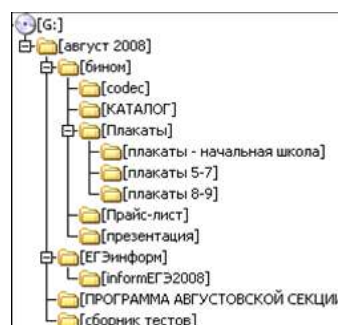 [G:]
[август 2008]
[бином]
[codec]
[КАТАЛОГ]
[Плакаты]
[плакаты - начальная школа]
[плакаты 5-7]
[плакаты 8-9]
[Прайс-лист]
[презентация]
[ЕГЭинформ]
[informЕГЭ2008]
[ПРОГРАММА АВГУСТОВСКОЙ СЕКЦИИ
[сборник тестов]